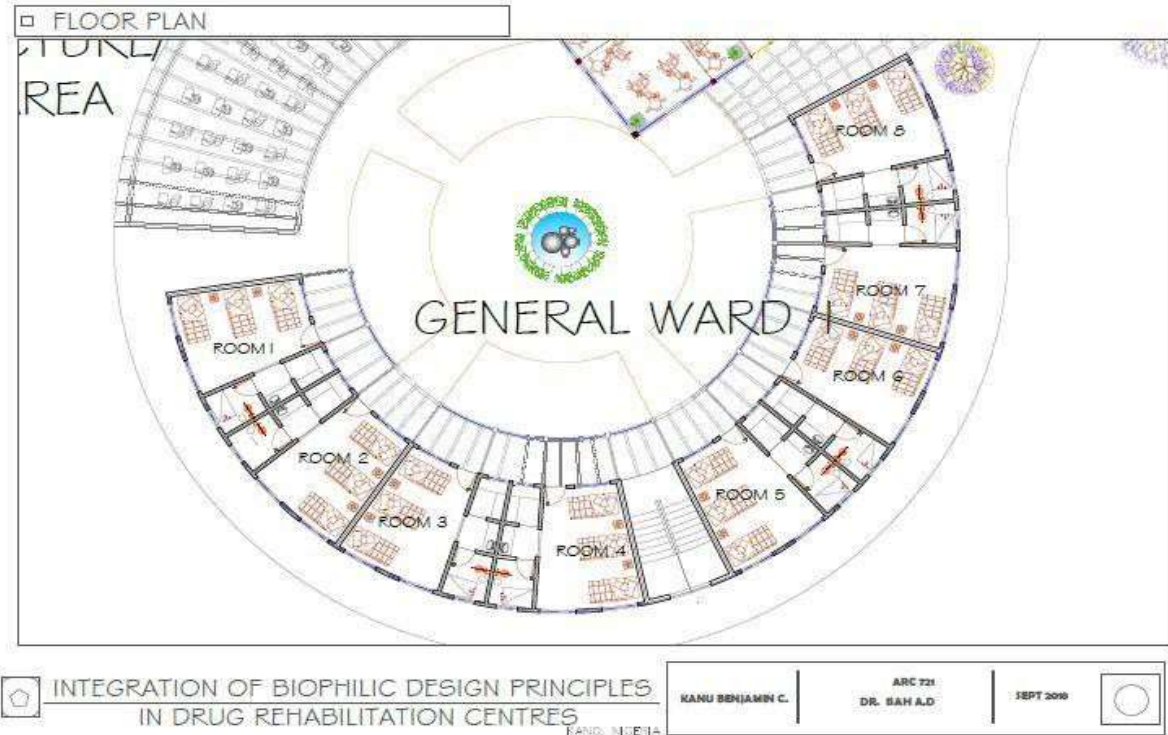 FLOOR PLAN
REA
ROOM 8
ROOM 7
GENERAL WARD 1
ROOM 1
ROOM 6
ROOM 2
ROOM 5
ROOM 3
ROOM 4
INTEGRATION OF BIOPHILIC DESIGN PRINCIPLES
IN DRUG REHABILITATION CENTRES
KANO, NIGERIA
KANU BENJAMIN C.
ARC 721
DR. BAH A.D
SEPT 2018